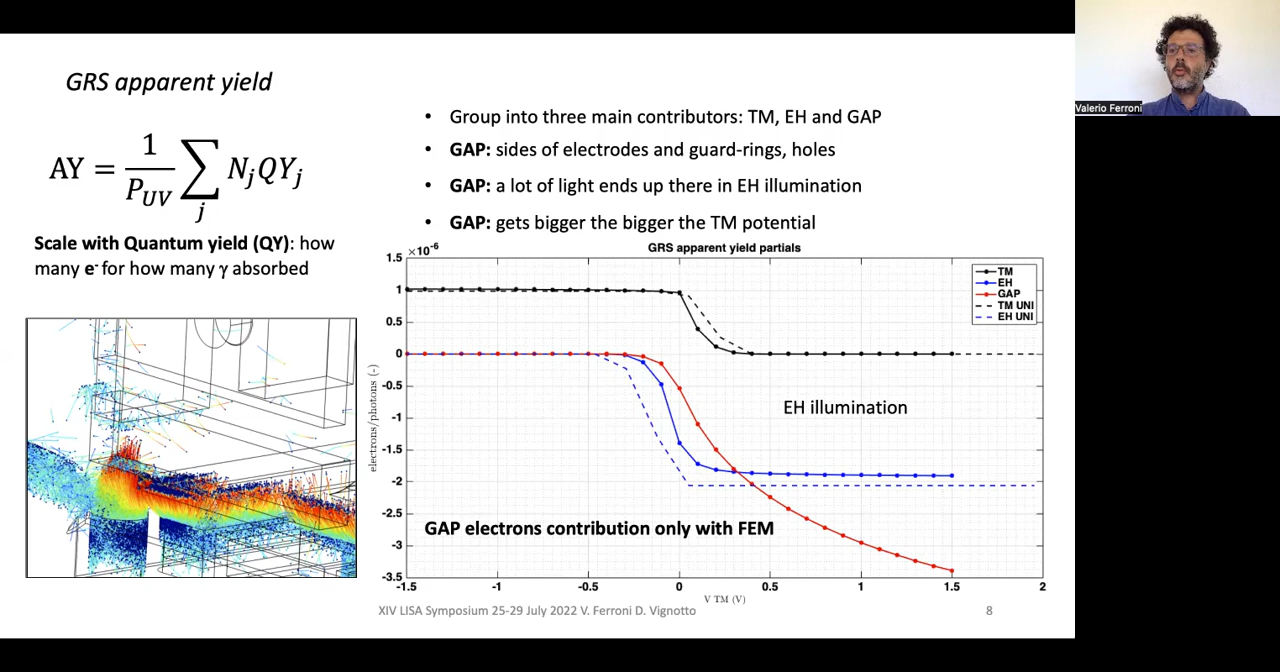 GRS apparent yield
AY = \frac{1}{P_{UV}} \sum_{j} N_j QY_j
Scale with Quantum yield (QY): how
many e⁻ for how many γ absorbed
• Group into three main contributors: TM, EH and GAP
• GAP: sides of electrodes and guard-rings, holes
• GAP: a lot of light ends up there in EH illumination
• GAP: gets bigger the bigger the TM potential
GRS apparent yield partials
×10⁻⁶
1.5
1
0.5
0
-0.5
-1
-1.5
-2
-2.5
-3
-3.5
electrons/photons (-)
TM
EH
GAP
TM UNI
EH UNI
EH illumination
GAP electrons contribution only with FEM
-1.5 -1 -0.5 0 0.5 1 1.5 2
V TM (V)
XIV LISA Symposium 25-29 July 2022 V. Ferroni D. Vignotto
8
Valerio Ferroni